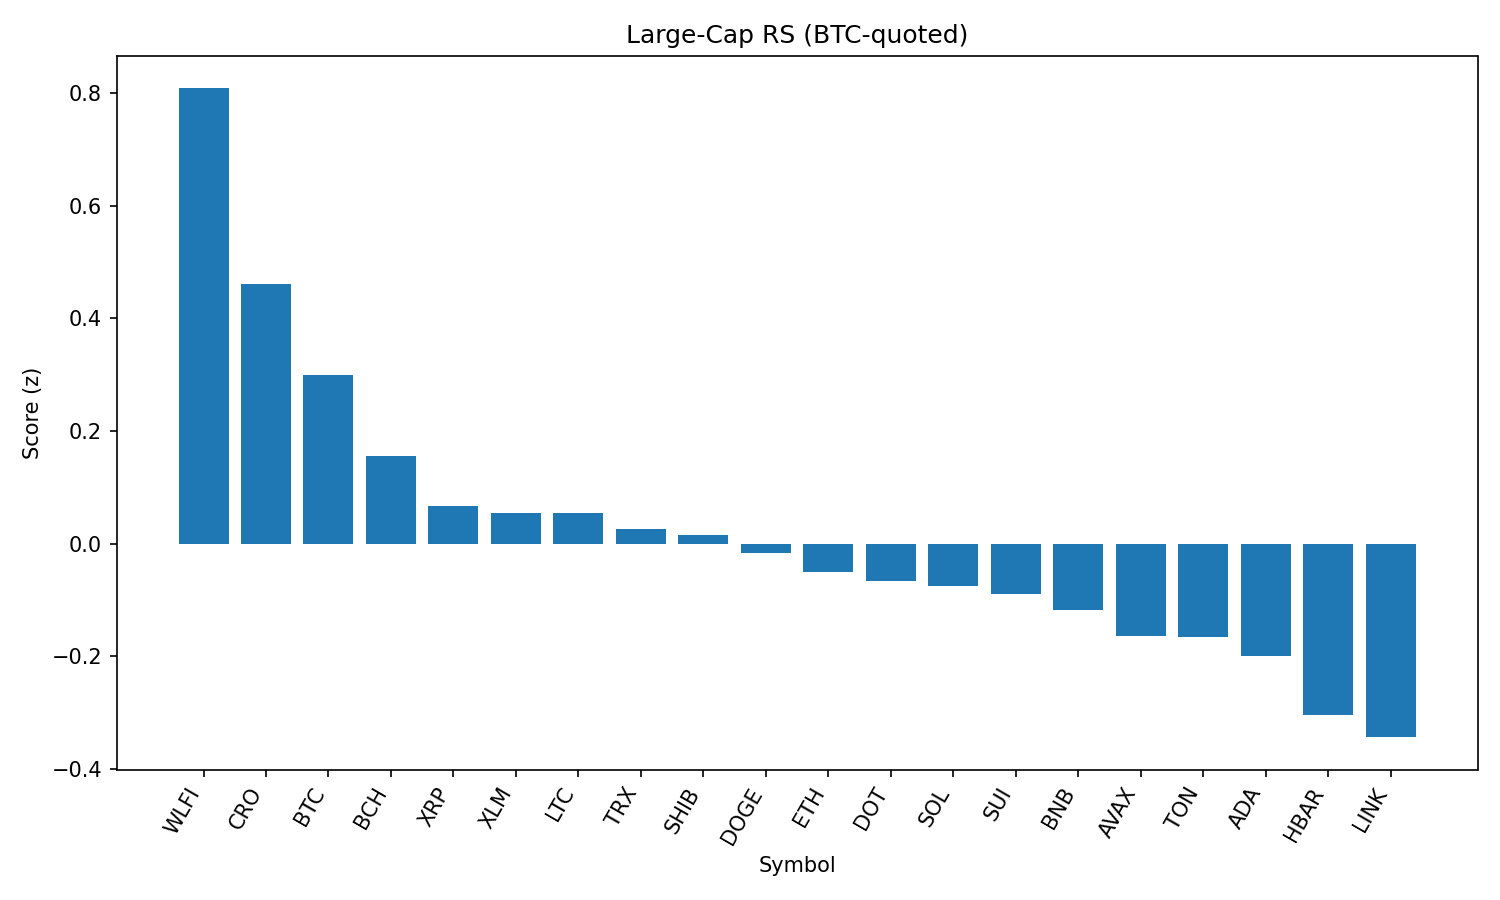 Large-Cap RS (BTC-quoted)
Score (z)
0.8
0.6
0.4
0.2
0.0
−0.2
−0.4
WLFI
CRO
BTC
BCH
XRP
XLM
LTC
TRX
SHIB
DOGE
ETH
DOT
SOL
SUI
BNB
AVAX
TON
ADA
HBAR
LINK
Symbol